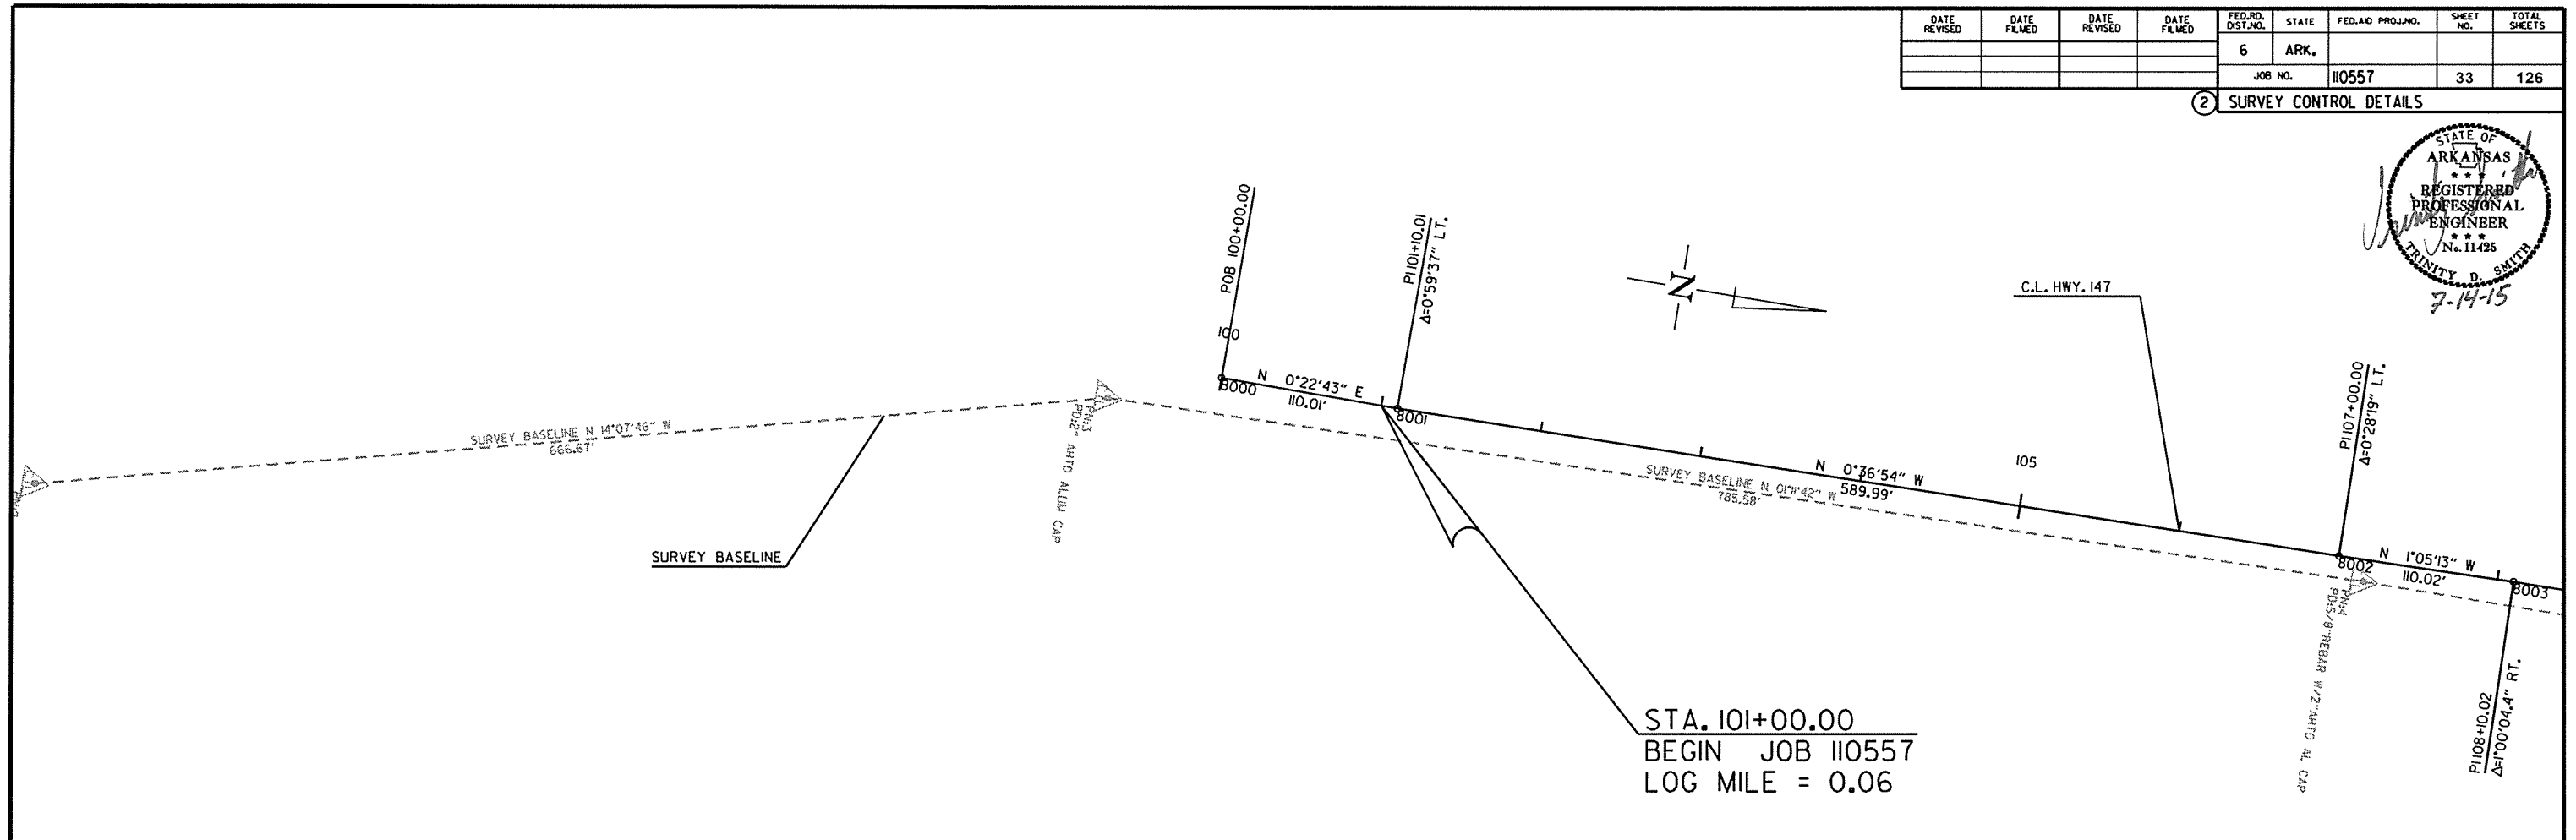 DATE REVISED
DATE FILMED
DATE REVISED
DATE FILMED
FED.RD. DIST.NO.
STATE
FED.AID PROJ.NO.
SHEET NO.
TOTAL SHEETS
6
ARK.
JOB NO.
110557
33
126
2
SURVEY CONTROL DETAILS
STATE OF
ARKANSAS
★ ★ ★
REGISTERED
PROFESSIONAL
ENGINEER
★ ★ ★
No. 11425
TRINITY D. SMITH
7-14-15
POB 100+00.00
100
PI 101+10.01
Δ=0°59'37" LT.
N
C.L. HWY. 147
8000
N 0°22'43" E
110.01'
8001
PN:3
PD:2" AHTD ALUM CAP
SURVEY BASELINE N 14°07'46" W
666.67'
SURVEY BASELINE
N 0°36'54" W
589.99'
105
SURVEY BASELINE N 01°11'42" W
785.58'
PI 107+00.00
Δ=0°28'19" LT.
8002
N 1°05'13" W
110.02'
8003
PN:4
PD:5/8"REBAR W/2"AHTD AL CAP
PI 108+10.02
Δ=1°00'04.4" RT.
STA. 101+00.00
BEGIN JOB 110557
LOG MILE = 0.06